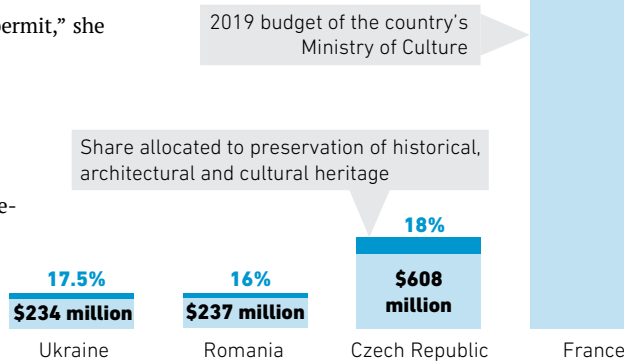 ermit,” she
2019 budget of the country’s
Ministry of Culture
Share allocated to preservation of historical,
architectural and cultural heritage
e-
18%
17.5%
16%
$608
million
$234 million
$237 million
Ukraine
Romania
Czech Republic
France